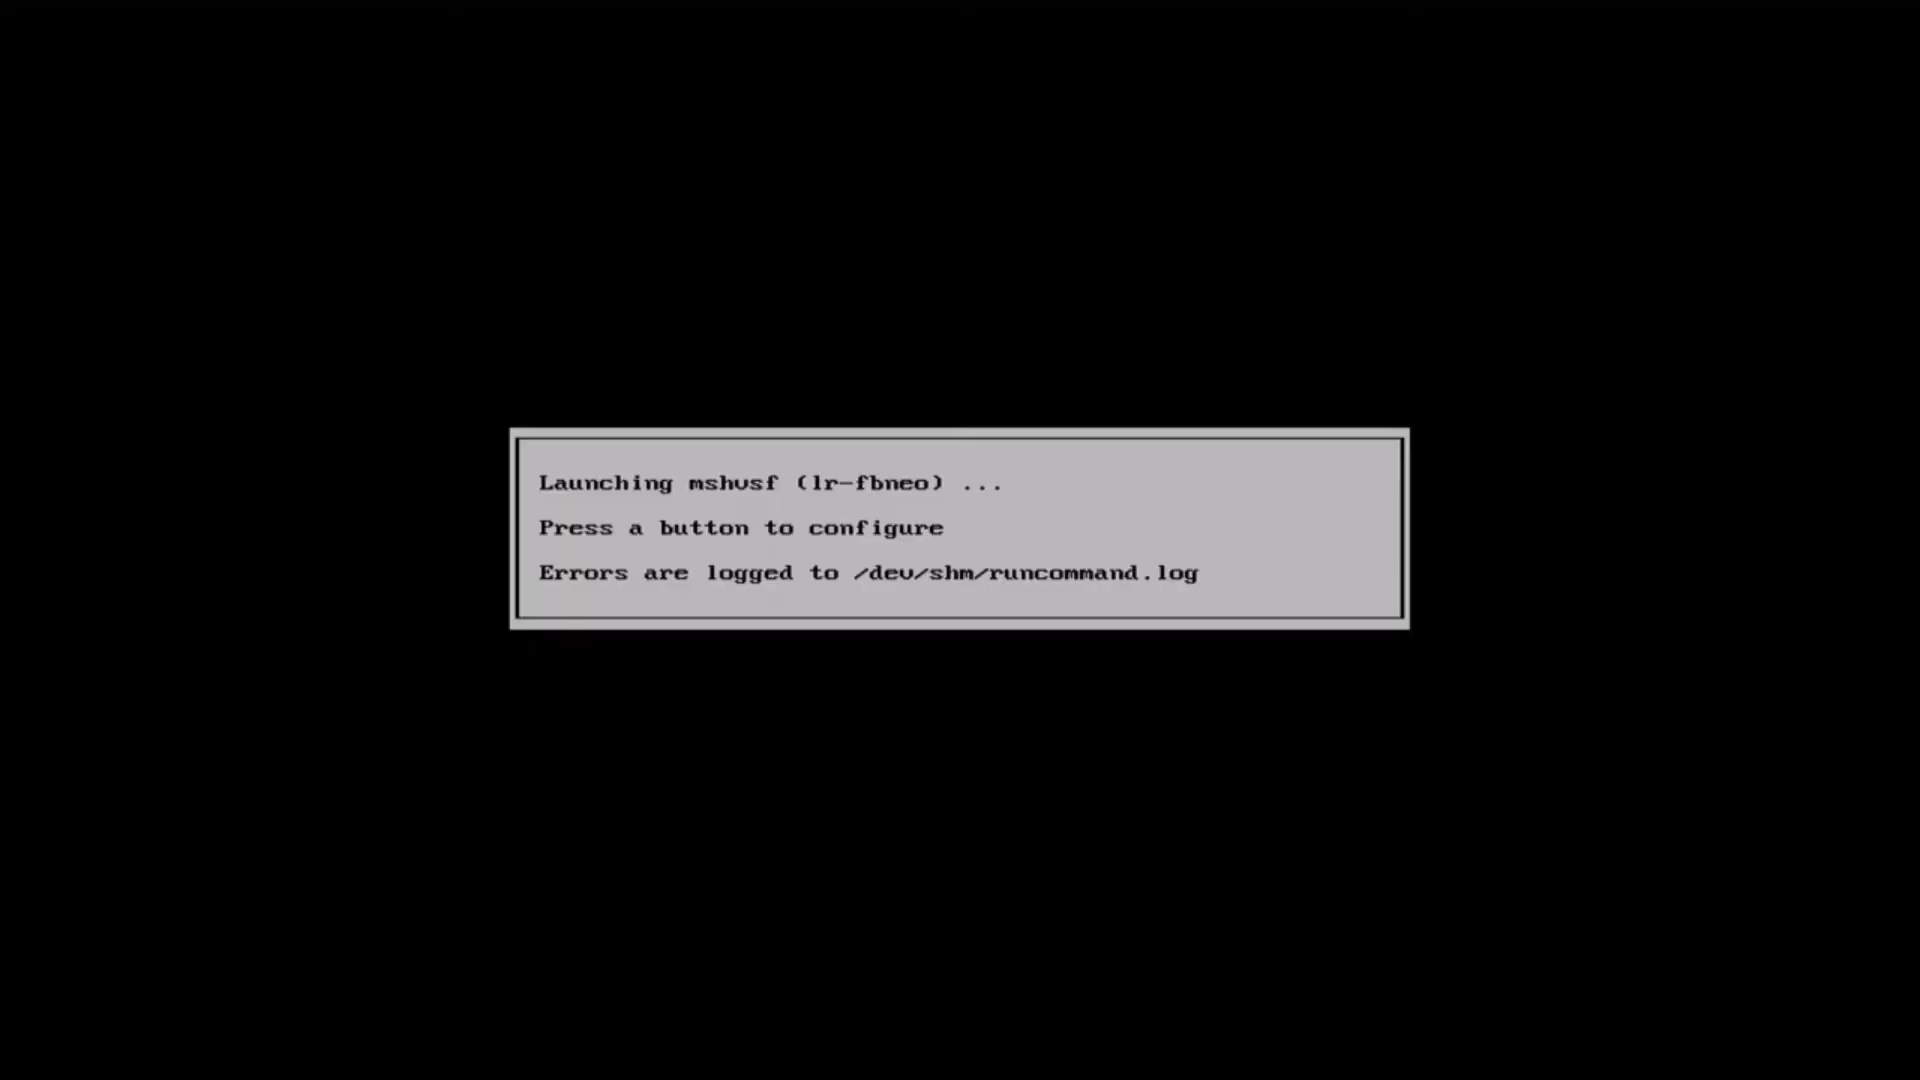 Launching mshvsf (lr-fbneo) ...
Press a button to configure
Errors are logged to /dev/shm/runcommand.log